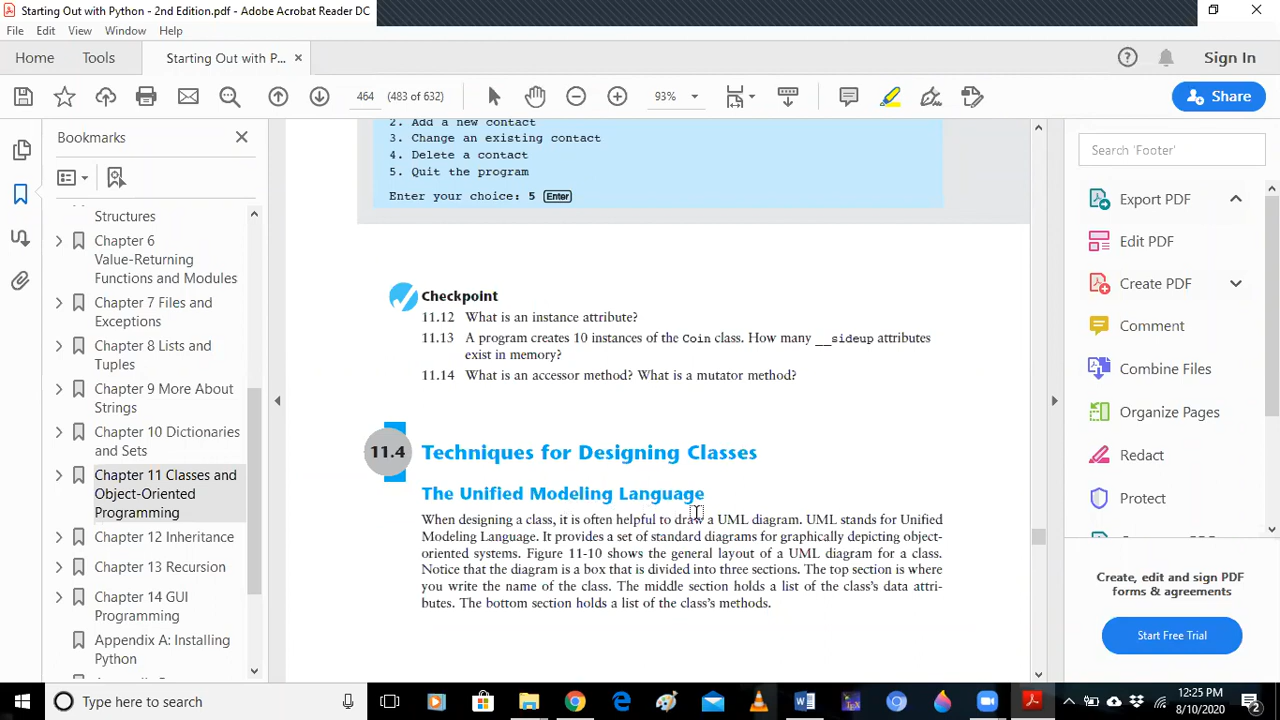 Starting Out with Python - 2nd Edition.pdf - Adobe Acrobat Reader DC
File Edit View Window Help
Home Tools Starting Out with P... × Sign In
464 (483 of 632) 93% Share
Bookmarks
Structures
Chapter 6
Value-Returning
Functions and Modules
Chapter 7 Files and
Exceptions
Chapter 8 Lists and
Tuples
Chapter 9 More About
Strings
Chapter 10 Dictionaries
and Sets
Chapter 11 Classes and
Object-Oriented
Programming
Chapter 12 Inheritance
Chapter 13 Recursion
Chapter 14 GUI
Programming
Appendix A: Installing
Python
2. Add a new contact
3. Change an existing contact
4. Delete a contact
5. Quit the program
Enter your choice: 5 Enter
Checkpoint
11.12 What is an instance attribute?
11.13 A program creates 10 instances of the Coin class. How many __sideup attributes
exist in memory?
11.14 What is an accessor method? What is a mutator method?
11.4 Techniques for Designing Classes
The Unified Modeling Language
When designing a class, it is often helpful to draw a UML diagram. UML stands for Unified
Modeling Language. It provides a set of standard diagrams for graphically depicting object-
oriented systems. Figure 11-10 shows the general layout of a UML diagram for a class.
Notice that the diagram is a box that is divided into three sections. The top section is where
you write the name of the class. The middle section holds a list of the class's data attri-
butes. The bottom section holds a list of the class's methods.
Search 'Footer'
Export PDF
Edit PDF
Create PDF
Comment
Combine Files
Organize Pages
Redact
Protect
Create, edit and sign PDF
forms & agreements
Start Free Trial
Type here to search
12:25 PM
8/10/2020
2